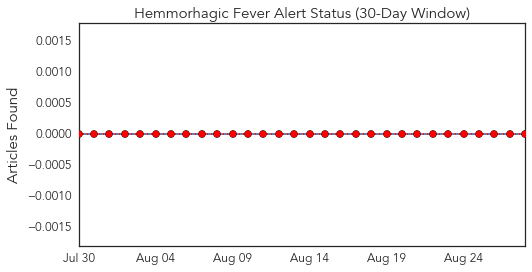 Hemmorhagic Fever Alert Status (30-Day Window)
Articles Found
0.0015
0.0010
0.0005
0.0000
−0.0005
−0.0010
−0.0015
Jul 30 Aug 04 Aug 09 Aug 14 Aug 19 Aug 24